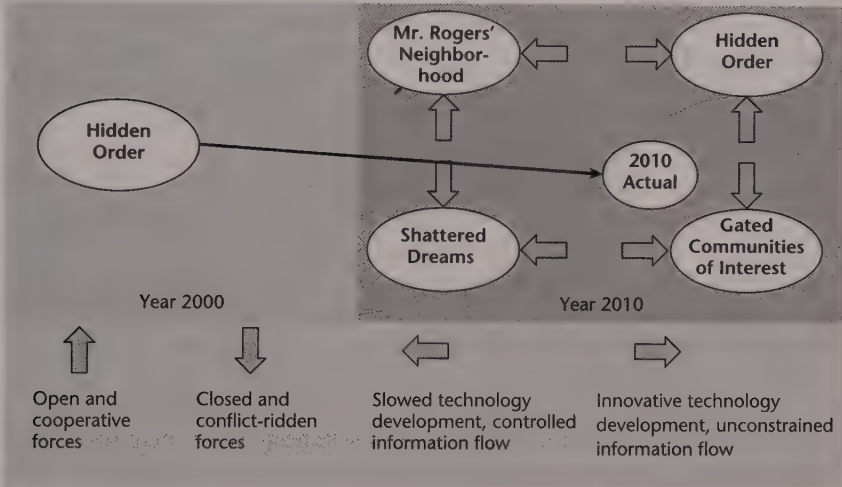 Hidden
Order
Mr. Rogers'
Neighbor-
hood
Hidden
Order
2010
Actual
Shattered
Dreams
Gated
Communities
of Interest
Year 2000
Year 2010
Open and
cooperative
forces
Closed and
conflict-ridden
forces
Slowed technology
development, controlled
information flow
Innovative technology
development, unconstrained
information flow